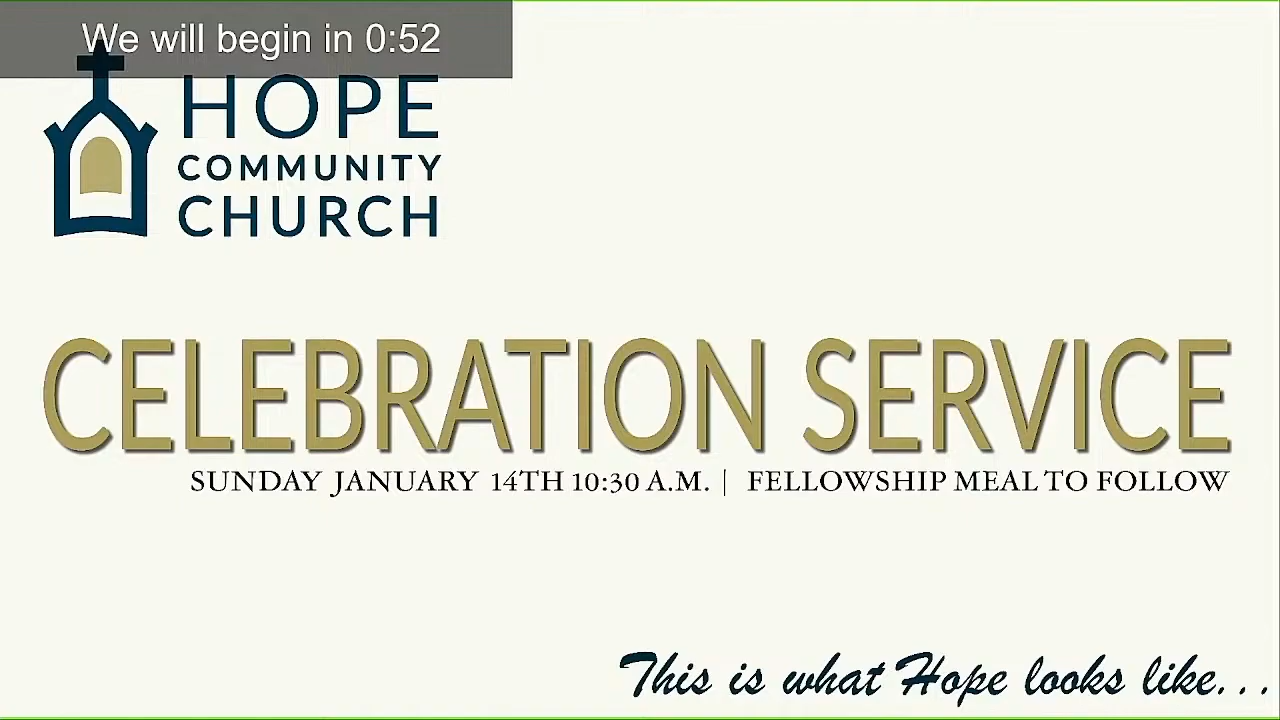 We will begin in 0:52
HOPE
COMMUNITY
CHURCH
CELEBRATION SERVICE
SUNDAY JANUARY 14TH 10:30 A.M. | FELLOWSHIP MEAL TO FOLLOW
This is what Hope looks like...